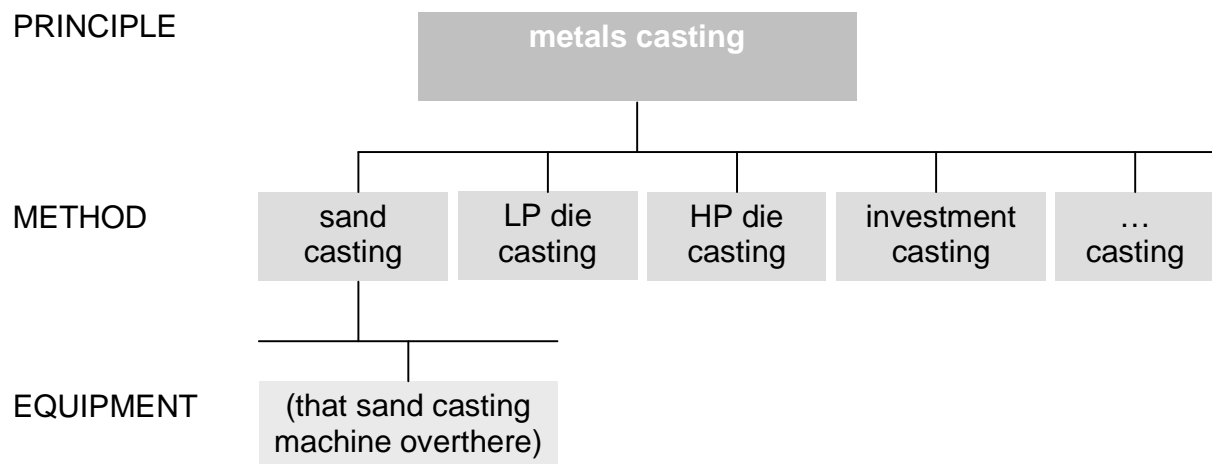 PRINCIPLE
metals casting
METHOD
sand
casting
LP die
casting
HP die
casting
investment
casting
…
casting
EQUIPMENT
(that sand casting
machine overthere)